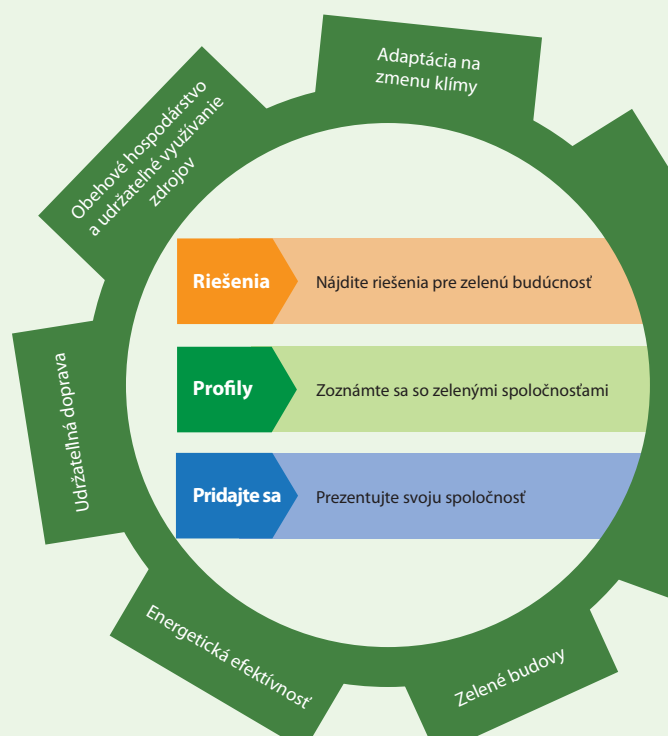 Adaptácia na
zmenu klímy
Obehové hospodárstvo
a udržateľné využívanie
zdrojov
Riešenia
Nájdite riešenia pre zelenú budúcnosť
Profily
Zoznámte sa so zelenými spoločnosťami
Pridajte sa
Prezentujte svoju spoločnosť
Udržateľlná doprava
Energetická efektívnosť
Zelené budovy